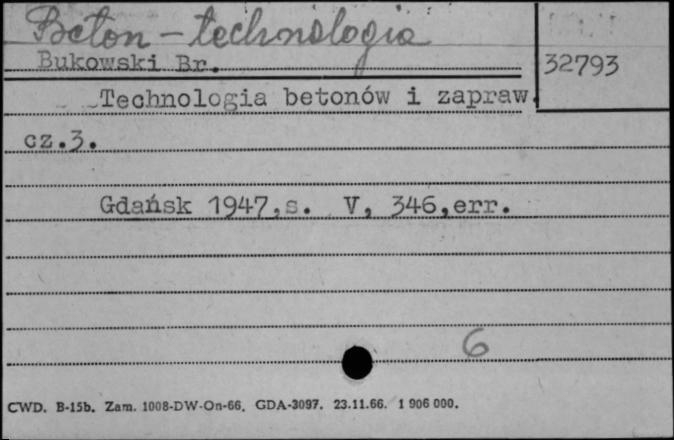 Beton - technologia
Bukowski Br.
32793
Technologia betonów i zapraw.
cz.3.
Gdańsk 1947,s. V, 346,err.
6
CWD. B-15b. Zam. 1008-DW-On-66. GDA-3097. 23.11.66. 1 906 000.